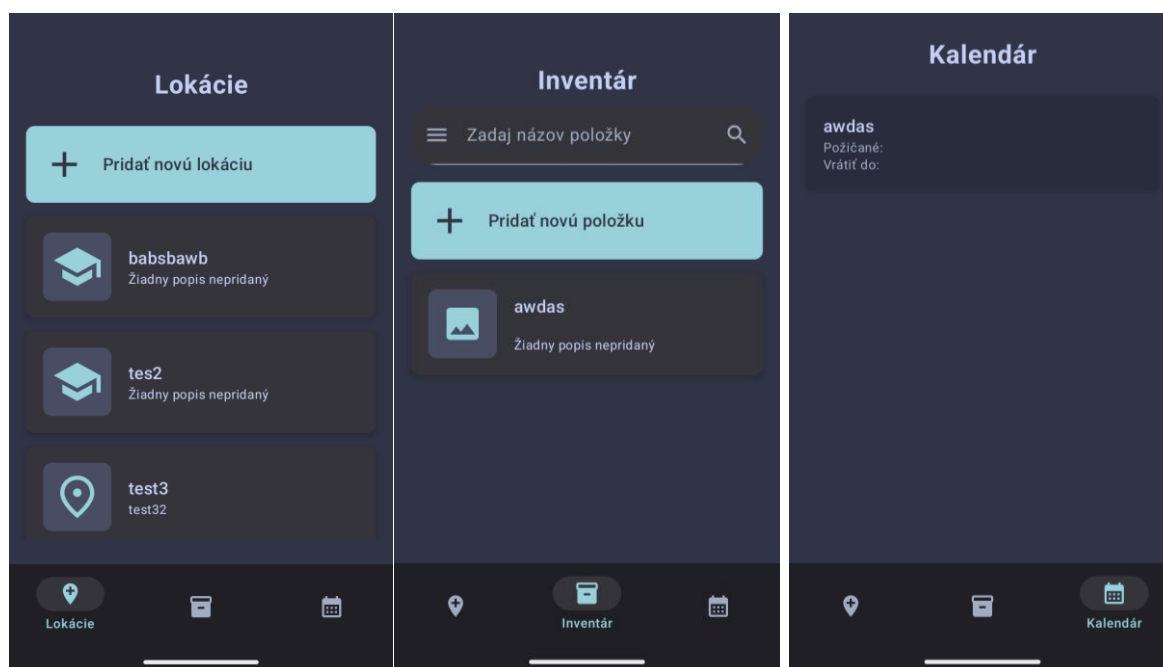 Lokácie
Pridať novú lokáciu
babsbawb
Žiadny popis nepridaný
tes2
Žiadny popis nepridaný
test3
test32
Lokácie
Inventár
Zadaj názov položky
Pridať novú položku
awdas
Žiadny popis nepridaný
Inventár
Kalendár
awdas
Požičané:
Vrátiť do:
Kalendár